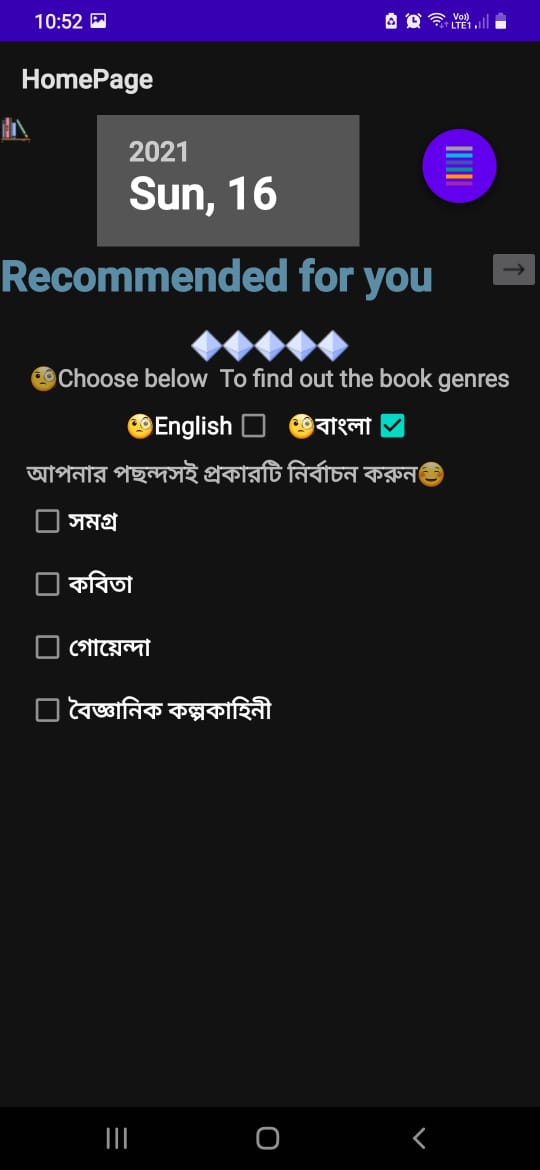 10:52
Vo) LTE1
HomePage
2021
Sun, 16
Recommended for you
→
🧐Choose below To find out the book genres
🧐English 🧐বাংলা
আপনার পছন্দসই প্রকারটি নির্বাচন করুন☺️
সমগ্র
কবিতা
গোয়েন্দা
বৈজ্ঞানিক কল্পকাহিনী